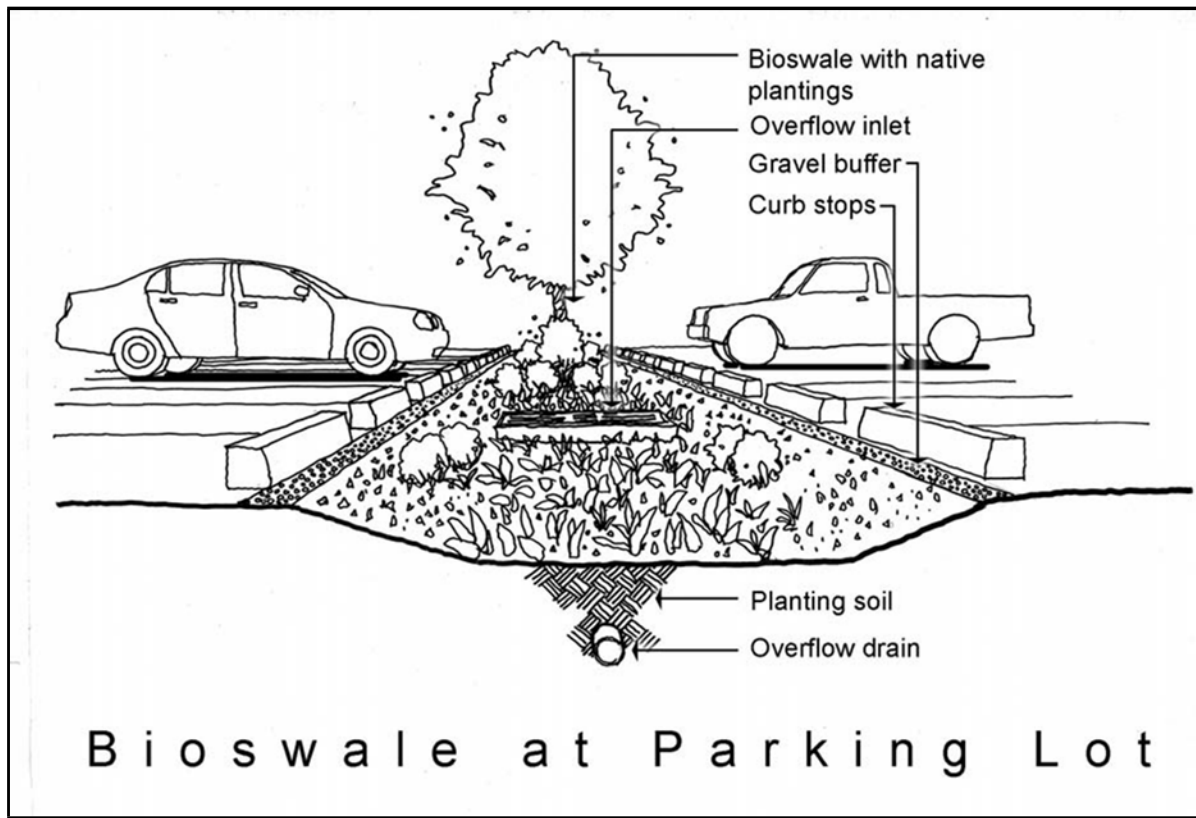 Bioswale with native
plantings
Overflow inlet
Gravel buffer
Curb stops
Planting soil
Overflow drain
Bioswale at Parking Lot